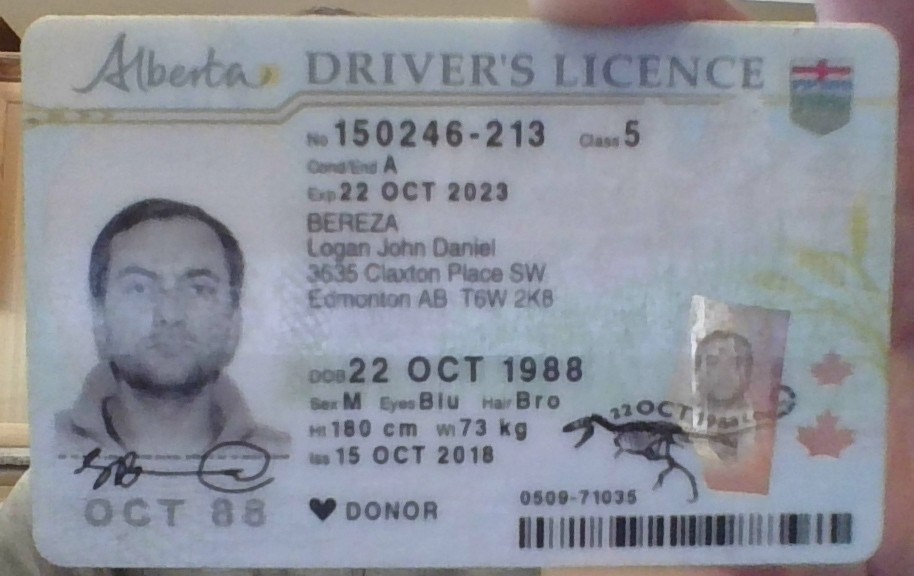 Alberta DRIVER'S LICENCE
No 150246-213 Class 5
Cond/End A
Exp 22 OCT 2023
BEREZA
Logan John Daniel
3635 Claxton Place SW
Edmonton AB T6W 2K8
DOB 22 OCT 1988
Sex M Eyes Blu Hair Bro
Ht 180 cm Wt 73 kg
Iss 15 OCT 2018
22 OCT 1988
OCT 88
DONOR
0509-71035